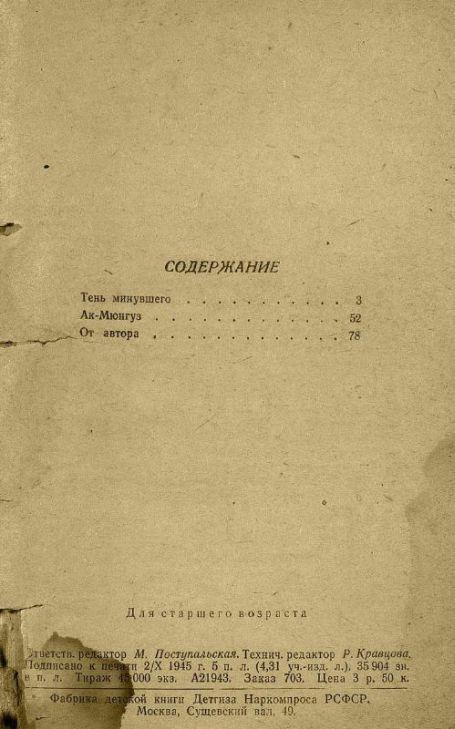 СОДЕРЖАНИЕ
Тень минувшего . . . . . . . . . . . . 3
Ак-Мюнгуз . . . . . . . . . . . . . . 52
От автора . . . . . . . . . . . . . . 78
Для старшего возраста
Ответств. редактор М. Поступальская. Технич. редактор Р. Кравцова.
Подписано к печати 2/X 1945 г. 5 п. л. (4,31 уч.-изд. л.), 35 904 зн.
в п. л. Тираж 000 экз. А21943. Заказ 703. Цена 3 р. 50 к.
Фабрика детской книги Детгиза Наркомпроса РСФСР,
Москва, Сущевский вал, 49.